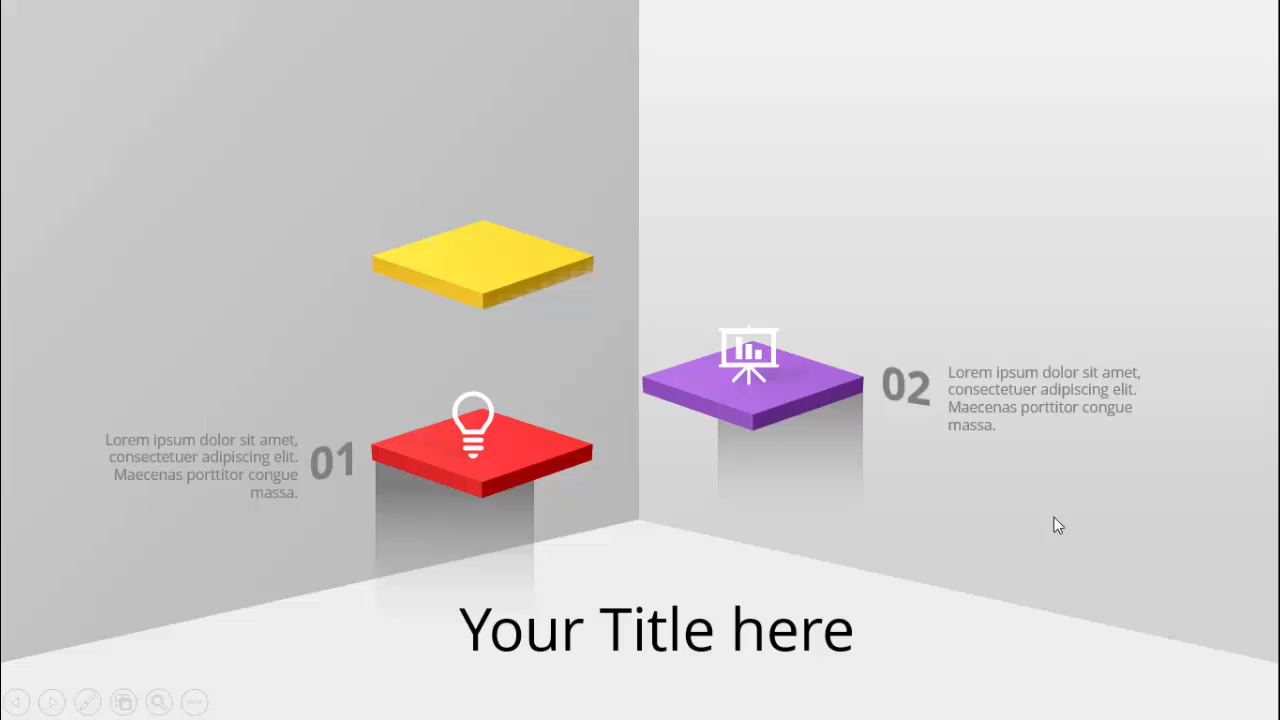 Lorem ipsum dolor sit amet,
consectetuer adipiscing elit.
Maecenas porttitor congue
massa.
01
02
Lorem ipsum dolor sit amet,
consectetuer adipiscing elit.
Maecenas porttitor congue
massa.
Your Title here